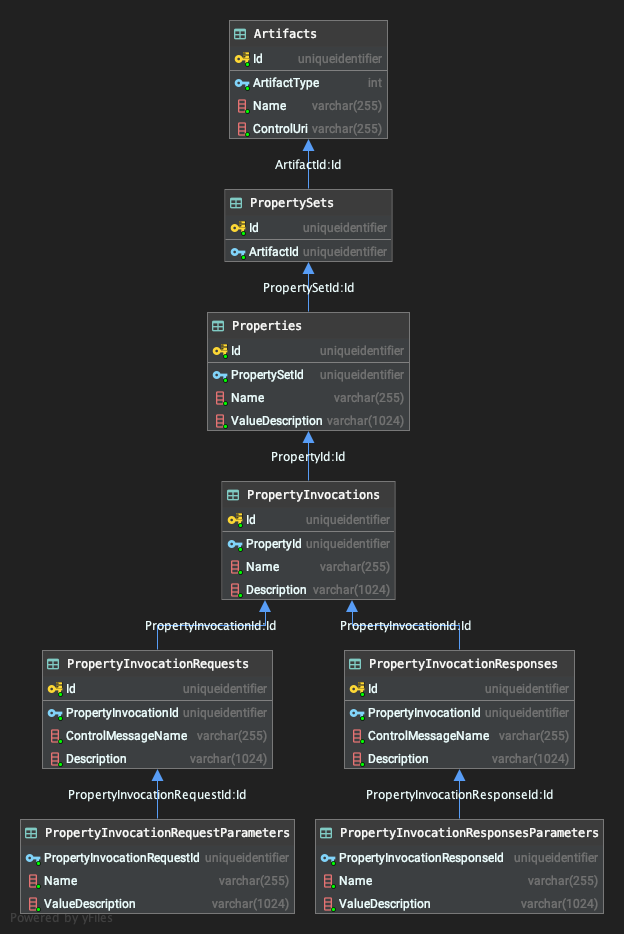 Artifacts
Id uniqueidentifier
ArtifactType int
Name varchar(255)
ControlUri varchar(255)
ArtifactId:Id
PropertySets
Id uniqueidentifier
ArtifactId uniqueidentifier
PropertySetId:Id
Properties
Id uniqueidentifier
PropertySetId uniqueidentifier
Name varchar(255)
ValueDescription varchar(1024)
PropertyId:Id
PropertyInvocations
Id uniqueidentifier
PropertyId uniqueidentifier
Name varchar(255)
Description varchar(1024)
PropertyInvocationId:Id
PropertyInvocationId:Id
PropertyInvocationRequests
Id uniqueidentifier
PropertyInvocationId uniqueidentifier
ControlMessageName varchar(255)
Description varchar(1024)
PropertyInvocationResponses
Id uniqueidentifier
PropertyInvocationId uniqueidentifier
ControlMessageName varchar(255)
Description varchar(1024)
PropertyInvocationRequestId:Id
PropertyInvocationResponseId:Id
PropertyInvocationRequestParameters
PropertyInvocationRequestId uniqueidentifier
Name varchar(255)
ValueDescription varchar(1024)
PropertyInvocationResponsesParameters
PropertyInvocationResponseId uniqueidentifier
Name varchar(255)
ValueDescription varchar(1024)
Powered by yFiles